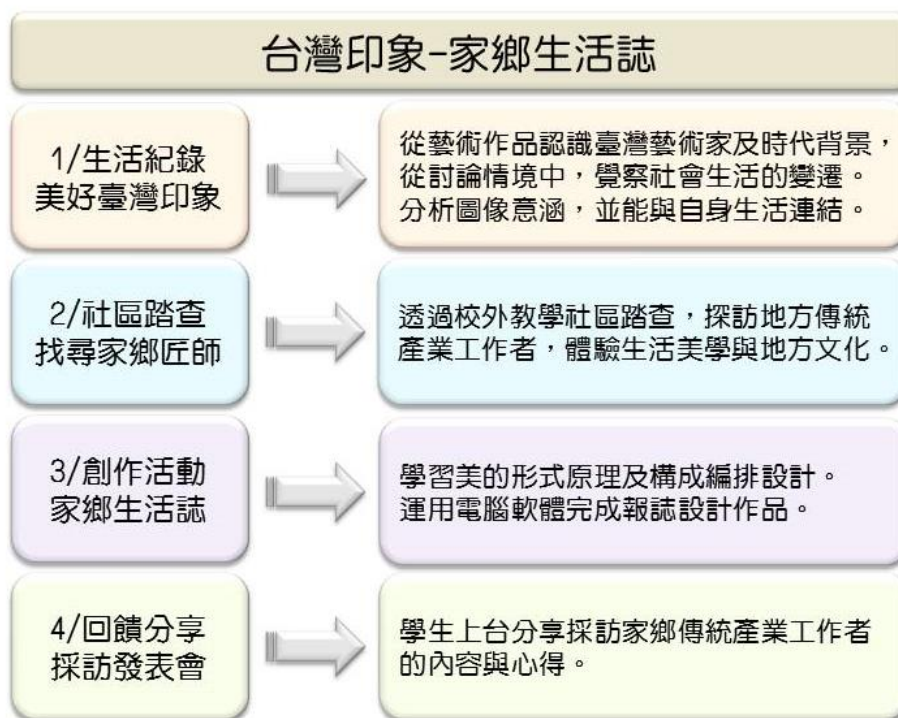 台灣印象-家鄉生活誌
1/生活紀錄
美好臺灣印象
從藝術作品認識臺灣藝術家及時代背景，
從討論情境中，覺察社會生活的變遷。
分析圖像意涵，並能與自身生活連結。
2/社區踏查
找尋家鄉匠師
透過校外教學社區踏查，探訪地方傳統
產業工作者，體驗生活美學與地方文化。
3/創作活動
家鄉生活誌
學習美的形式原理及構成編排設計。
運用電腦軟體完成報誌設計作品。
4/回饋分享
採訪發表會
學生上台分享採訪家鄉傳統產業工作者
的內容與心得。